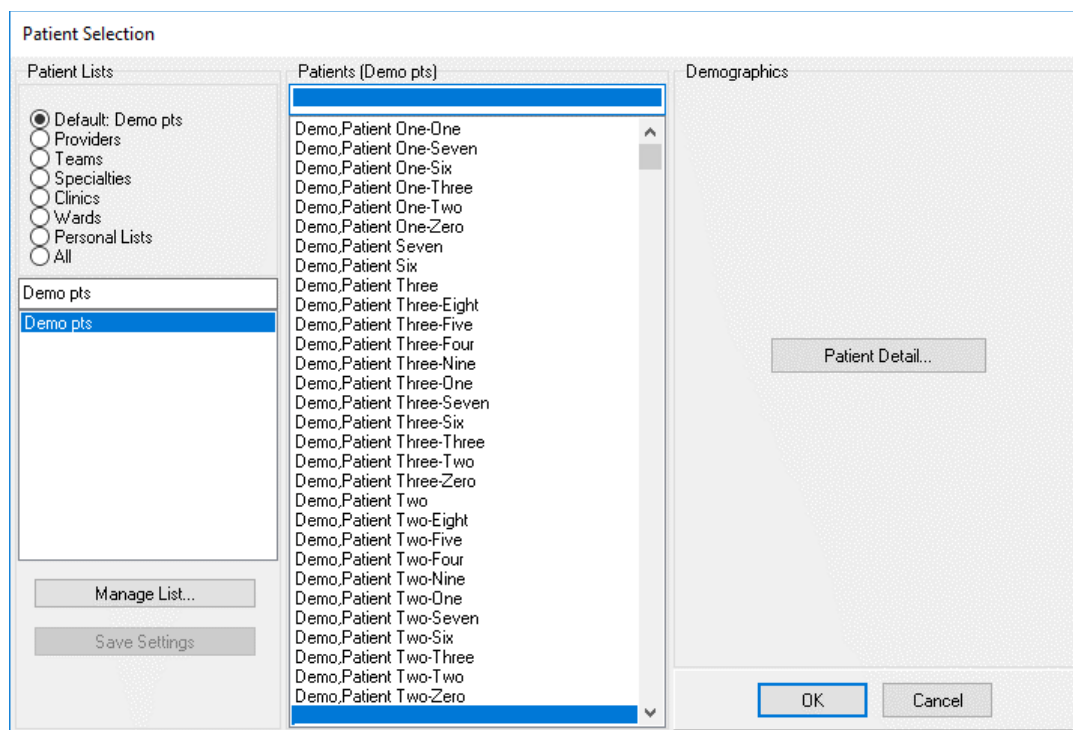 Patient Selection
Patient Lists
Default: Demo pts
Providers
Teams
Specialties
Clinics
Wards
Personal Lists
All
Demo pts
Demo pts
Manage List...
Save Settings
Patients (Demo pts)
Demo,Patient One-One
Demo,Patient One-Seven
Demo,Patient One-Six
Demo,Patient One-Three
Demo,Patient One-Two
Demo,Patient One-Zero
Demo,Patient Seven
Demo,Patient Six
Demo,Patient Three
Demo,Patient Three-Eight
Demo,Patient Three-Five
Demo,Patient Three-Four
Demo,Patient Three-Nine
Demo,Patient Three-One
Demo,Patient Three-Seven
Demo,Patient Three-Six
Demo,Patient Three-Three
Demo,Patient Three-Two
Demo,Patient Three-Zero
Demo,Patient Two
Demo,Patient Two-Eight
Demo,Patient Two-Five
Demo,Patient Two-Four
Demo,Patient Two-Nine
Demo,Patient Two-One
Demo,Patient Two-Seven
Demo,Patient Two-Six
Demo,Patient Two-Three
Demo,Patient Two-Two
Demo,Patient Two-Zero
Demographics
Patient Detail...
OK
Cancel